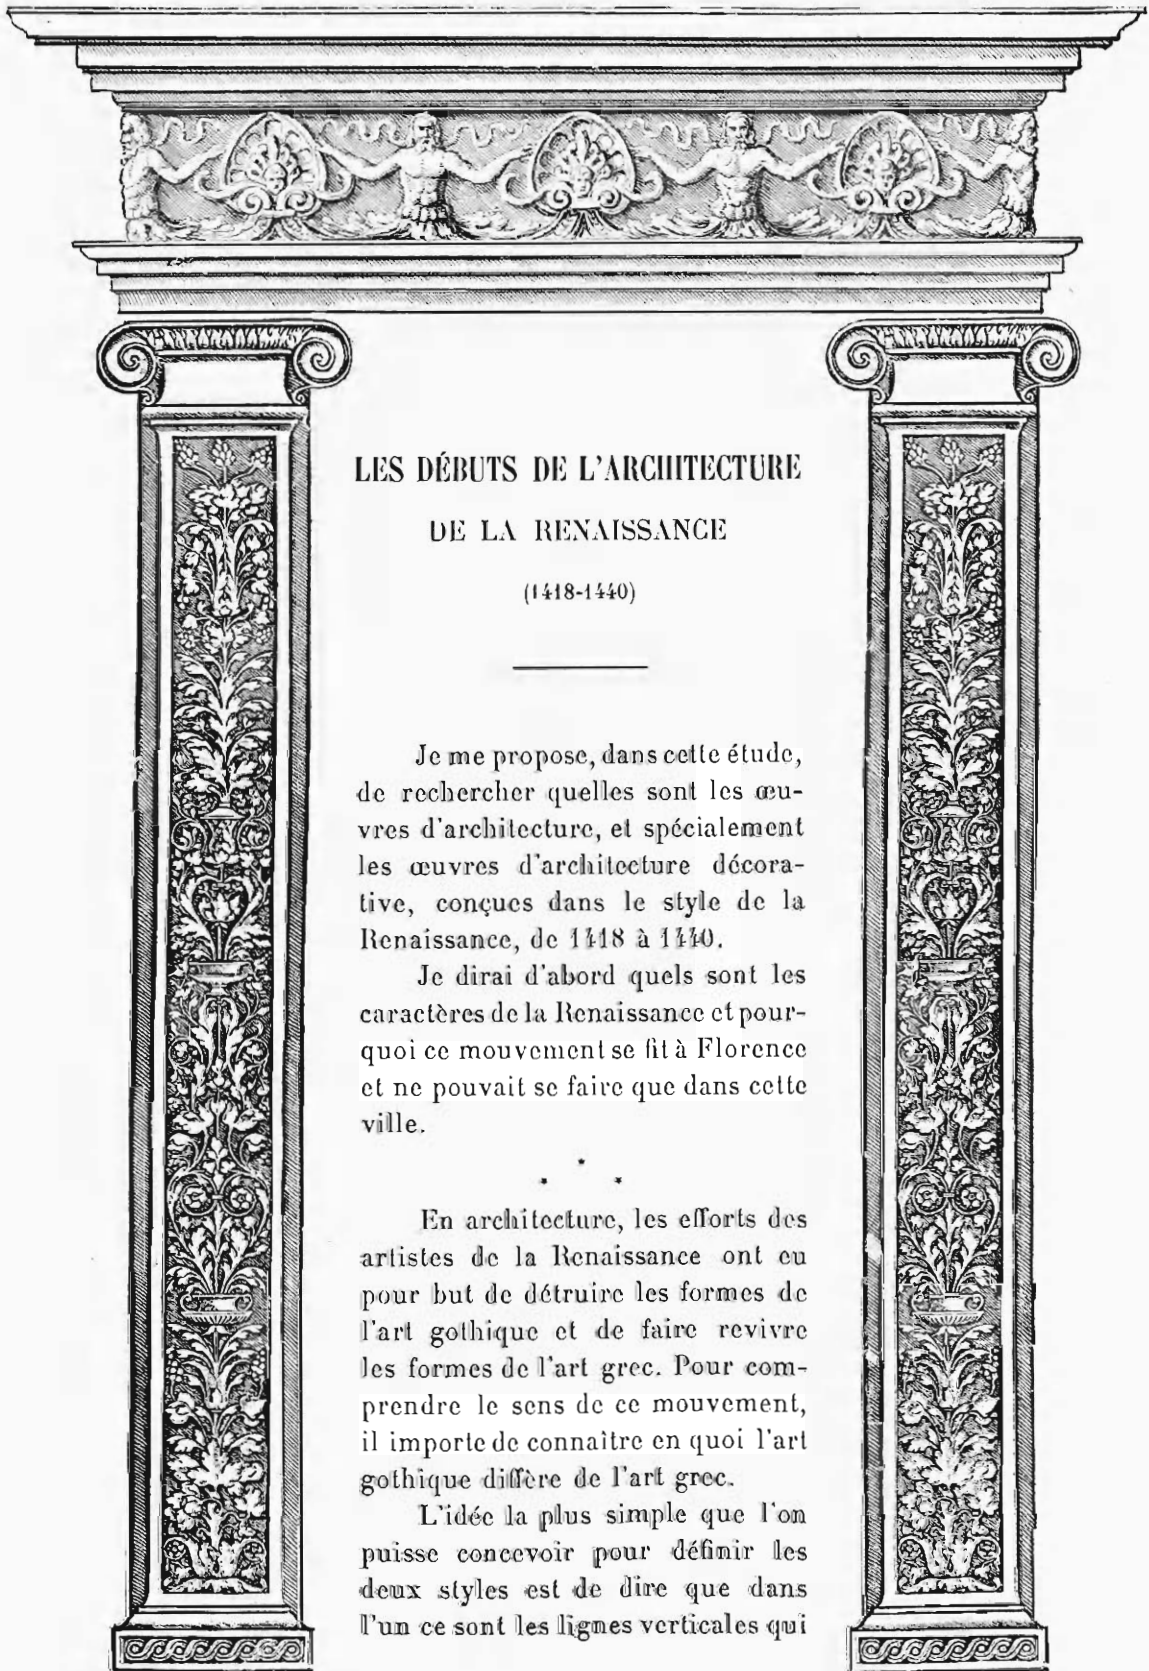 LES DÉBUTS DE L'ARCHITECTURE
DE LA RENAISSANCE
(1418-1440)
Je me propose, dans cette étude,
de rechercher quelles sont les œu-
vres d'architecture, et spécialement
les œuvres d'architecture décora-
tive, conçues dans le style de la
Renaissance, de 1418 à 1440.
Je dirai d'abord quels sont les
caractères de la Renaissance et pour-
quoi ce mouvement se fit à Florence
et ne pouvait se faire que dans cette
ville.
*
* *
En architecture, les efforts des
artistes de la Renaissance ont eu
pour but de détruire les formes de
l'art gothique et de faire revivre
les formes de l'art grec. Pour com-
prendre le sens de ce mouvement,
il importe de connaître en quoi l'art
gothique diffère de l'art grec.
L'idée la plus simple que l'on
puisse concevoir pour définir les
deux styles est de dire que dans
l'un ce sont les lignes verticales qui